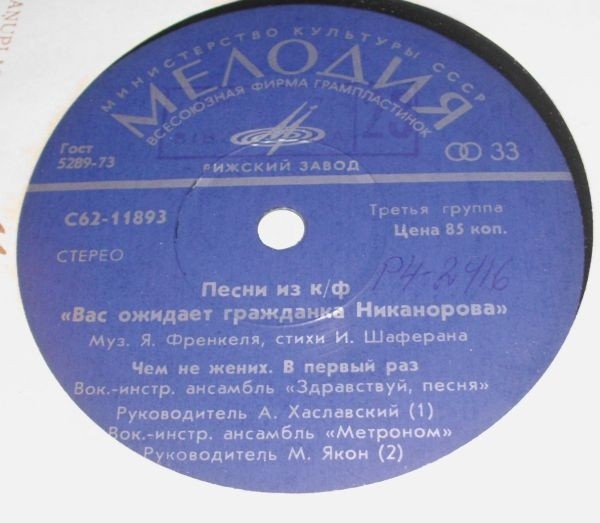 МИНИСТЕРСТВО КУЛЬТУРЫ СССР
МЕЛОДИЯ
ВСЕСОЮЗНАЯ ФИРМА ГРАМПЛАСТИНОК
Гост
5289-73
33
РИЖСКИЙ ЗАВОД
С62-11893
Третья группа
Цена 85 коп.
СТЕРЕО
Р4-2416
Песни из к/ф
«Вас ожидает гражданка Никанорова»
Муз. Я. Френкеля, стихи И. Шаферана
Чем не жених. В первый раз
Вок.-инстр. ансамбль «Здравствуй, песня»
Руководитель А. Хаславский (1)
Вок.-инстр. ансамбль «Метроном»
Руководитель М. Якон (2)